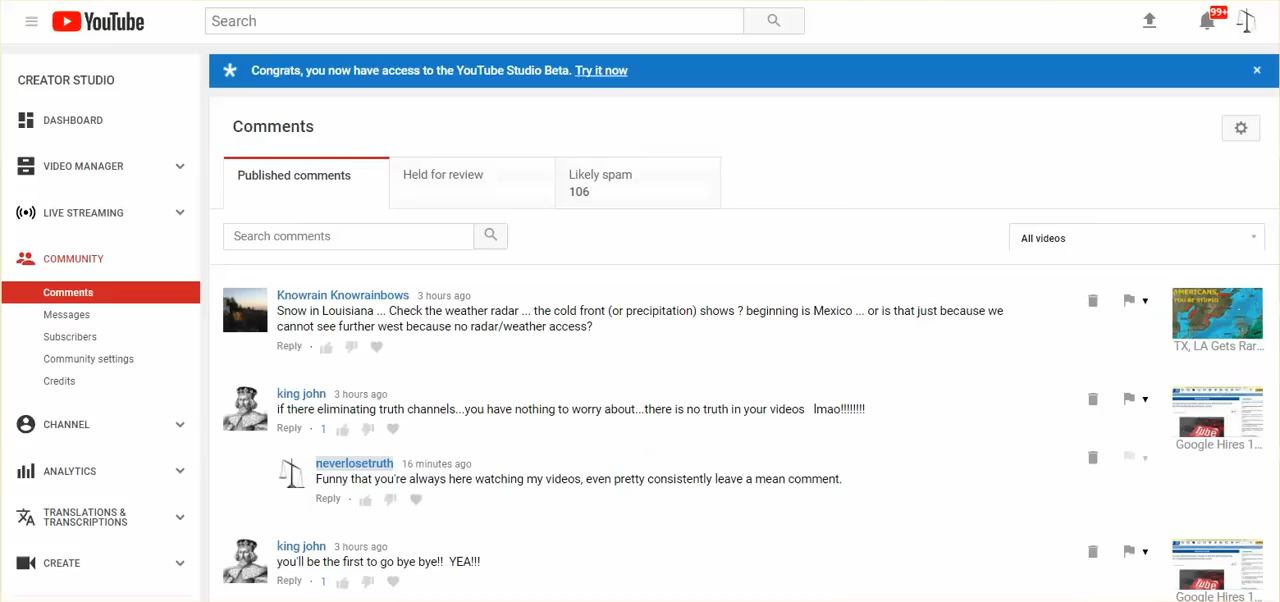 YouTube
Search
99+
CREATOR STUDIO
DASHBOARD
VIDEO MANAGER
LIVE STREAMING
COMMUNITY
Comments
Messages
Subscribers
Community settings
Credits
CHANNEL
ANALYTICS
TRANSLATIONS &
TRANSCRIPTIONS
CREATE
Congrats, you now have access to the YouTube Studio Beta. Try it now
Comments
Published comments
Held for review
Likely spam
106
Search comments
All videos
Knowrain Knowrainbows 3 hours ago
Snow in Louisiana ... Check the weather radar ... the cold front (or precipitation) shows ? beginning is Mexico ... or is that just because we
cannot see further west because no radar/weather access?
Reply
AMERICANS,
YOU'RE STUPID
TX, LA Gets Rar...
king john 3 hours ago
if there eliminating truth channels...you have nothing to worry about...there is no truth in your videos lmao!!!!!!!!
Reply · 1
Tube
Google Hires 1...
neverlosetruth 16 minutes ago
Funny that you're always here watching my videos, even pretty consistently leave a mean comment.
Reply
king john 3 hours ago
you'll be the first to go bye bye!! YEA!!!
Reply · 1
Tube
Google Hires 1...